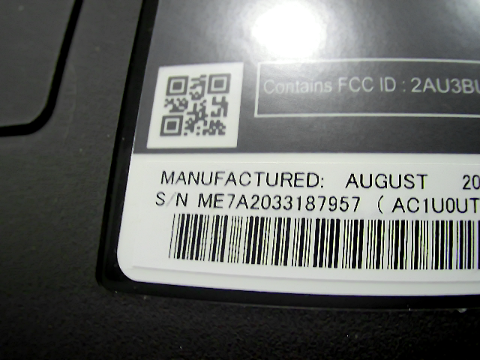 Contains FCC ID : 2AU3BU
MANUFACTURED: AUGUST 20
S/N ME7A2033187957 ( AC1U0UT